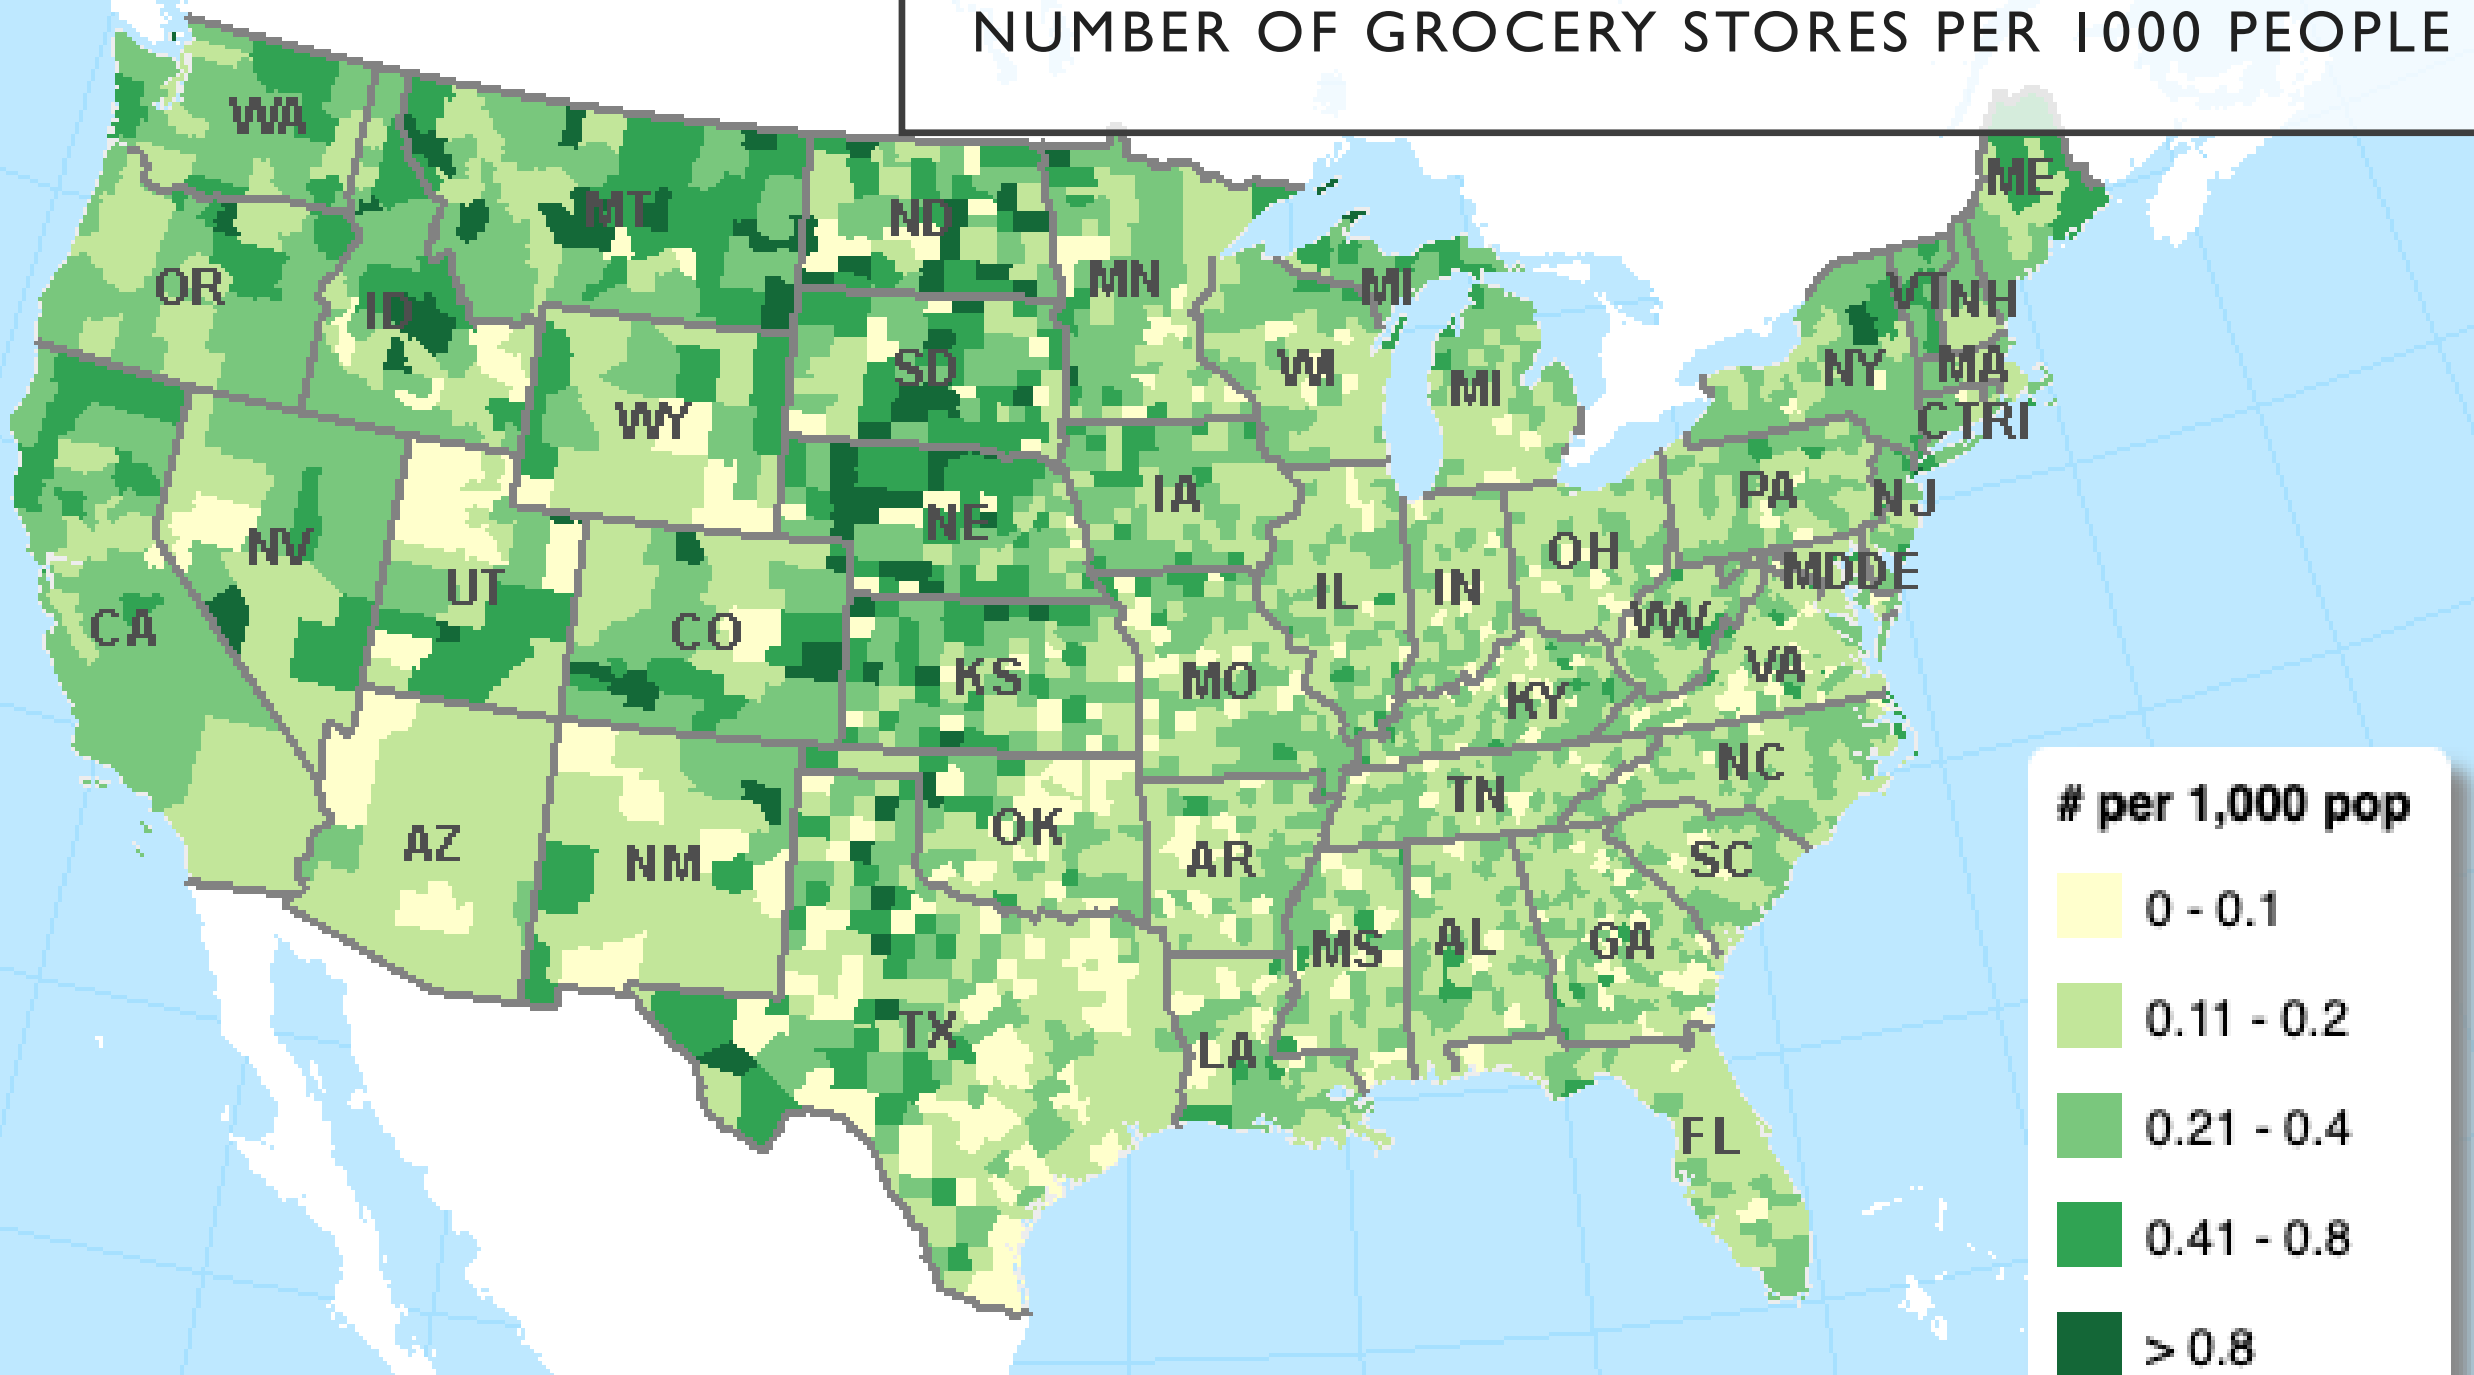 NUMBER OF GROCERY STORES PER 1000 PEOPLE
WA
MT
ND
MN
ME
OR
ID
SD
WI
MI
MI
VT
NH
NY
MA
CT
RI
WY
NE
IA
PA
NJ
NV
UT
CO
KS
MO
IL
IN
OH
MD
DE
WV
VA
CA
KY
NC
TN
AZ
NM
OK
AR
SC
MS
AL
GA
TX
LA
FL
# per 1,000 pop
0 - 0.1
0.11 - 0.2
0.21 - 0.4
0.41 - 0.8
> 0.8